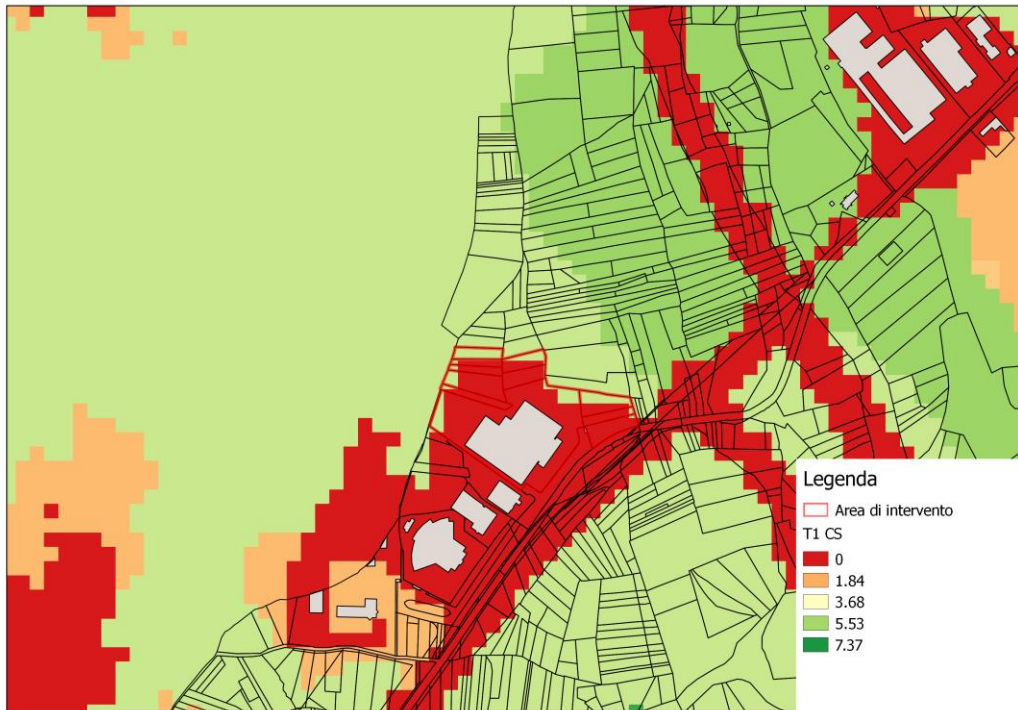 Legenda
Area di intervento
T1 CS
0
1.84
3.68
5.53
7.37